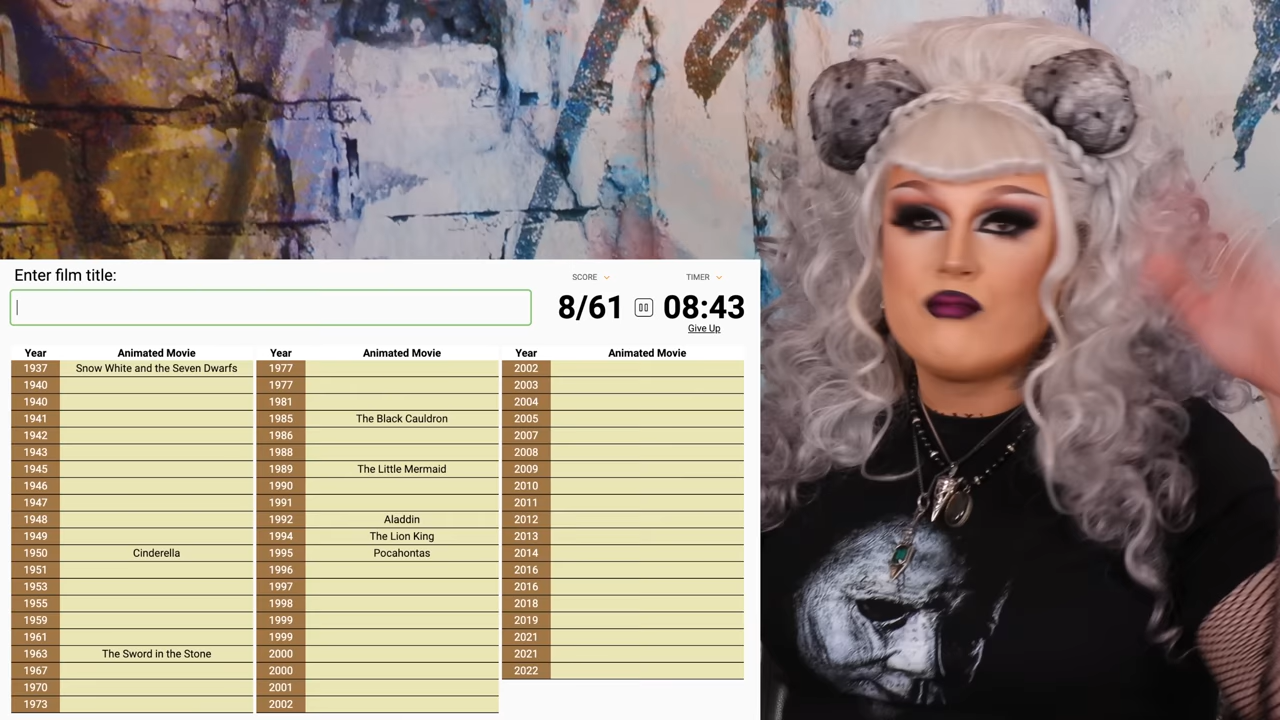 Enter film title:
SCORE
TIMER
8/61
08:43
Give Up
Year Animated Movie Year Animated Movie Year Animated Movie
1937 Snow White and the Seven Dwarfs 1977 2002
1940 1977 2003
1940 1981 2004
1941 1985 The Black Cauldron 2005
1942 1986 2007
1943 1988 2008
1945 1989 The Little Mermaid 2009
1946 1990 2010
1947 1991 2011
1948 1992 Aladdin 2012
1949 1994 The Lion King 2013
1950 Cinderella 1995 Pocahontas 2014
1951 1996 2016
1953 1997 2016
1955 1998 2018
1959 1999 2019
1961 1999 2021
1963 The Sword in the Stone 2000 2021
1967 2000 2022
1970 2001
1973 2002